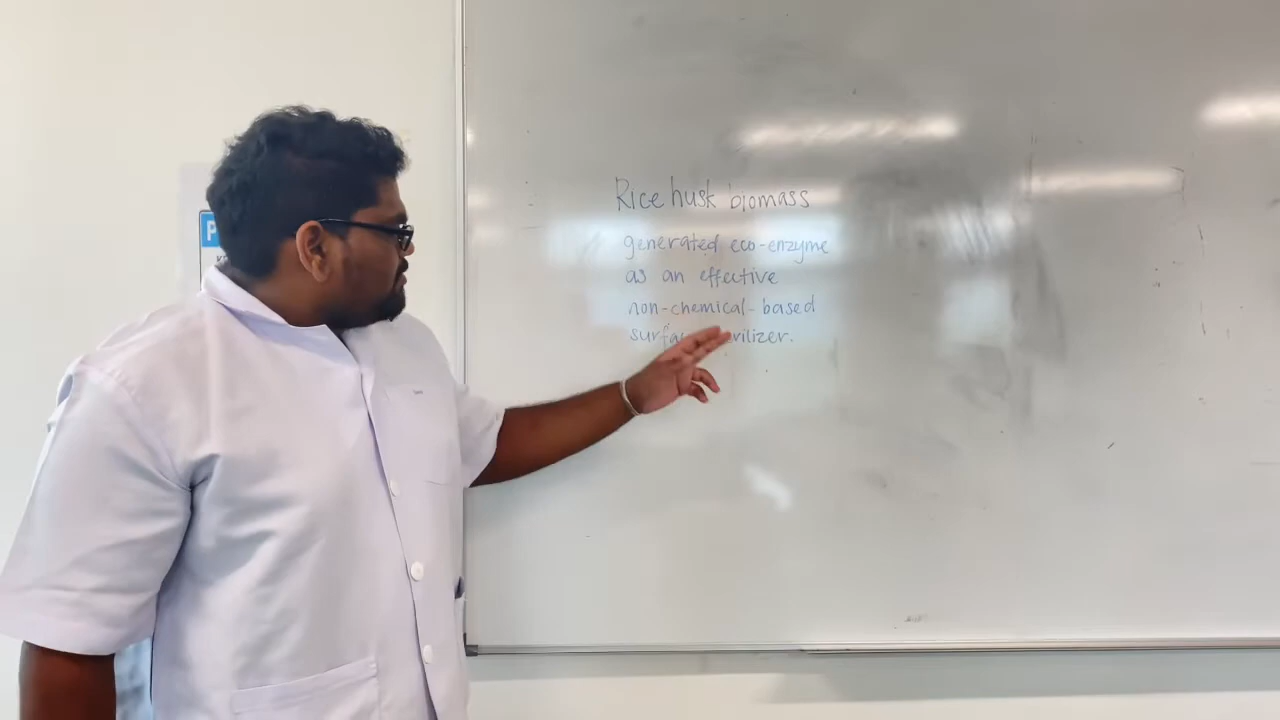 P
Rice husk biomass
generated eco-enzyme
as an effective
non-chemical-based